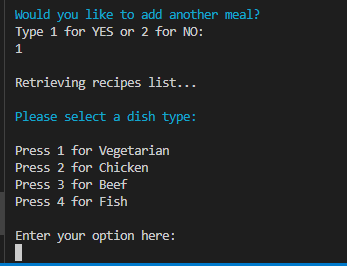 Would you like to add another meal?
Type 1 for YES or 2 for NO:
1
Retrieving recipes list...
Please select a dish type:
Press 1 for Vegetarian
Press 2 for Chicken
Press 3 for Beef
Press 4 for Fish
Enter your option here: